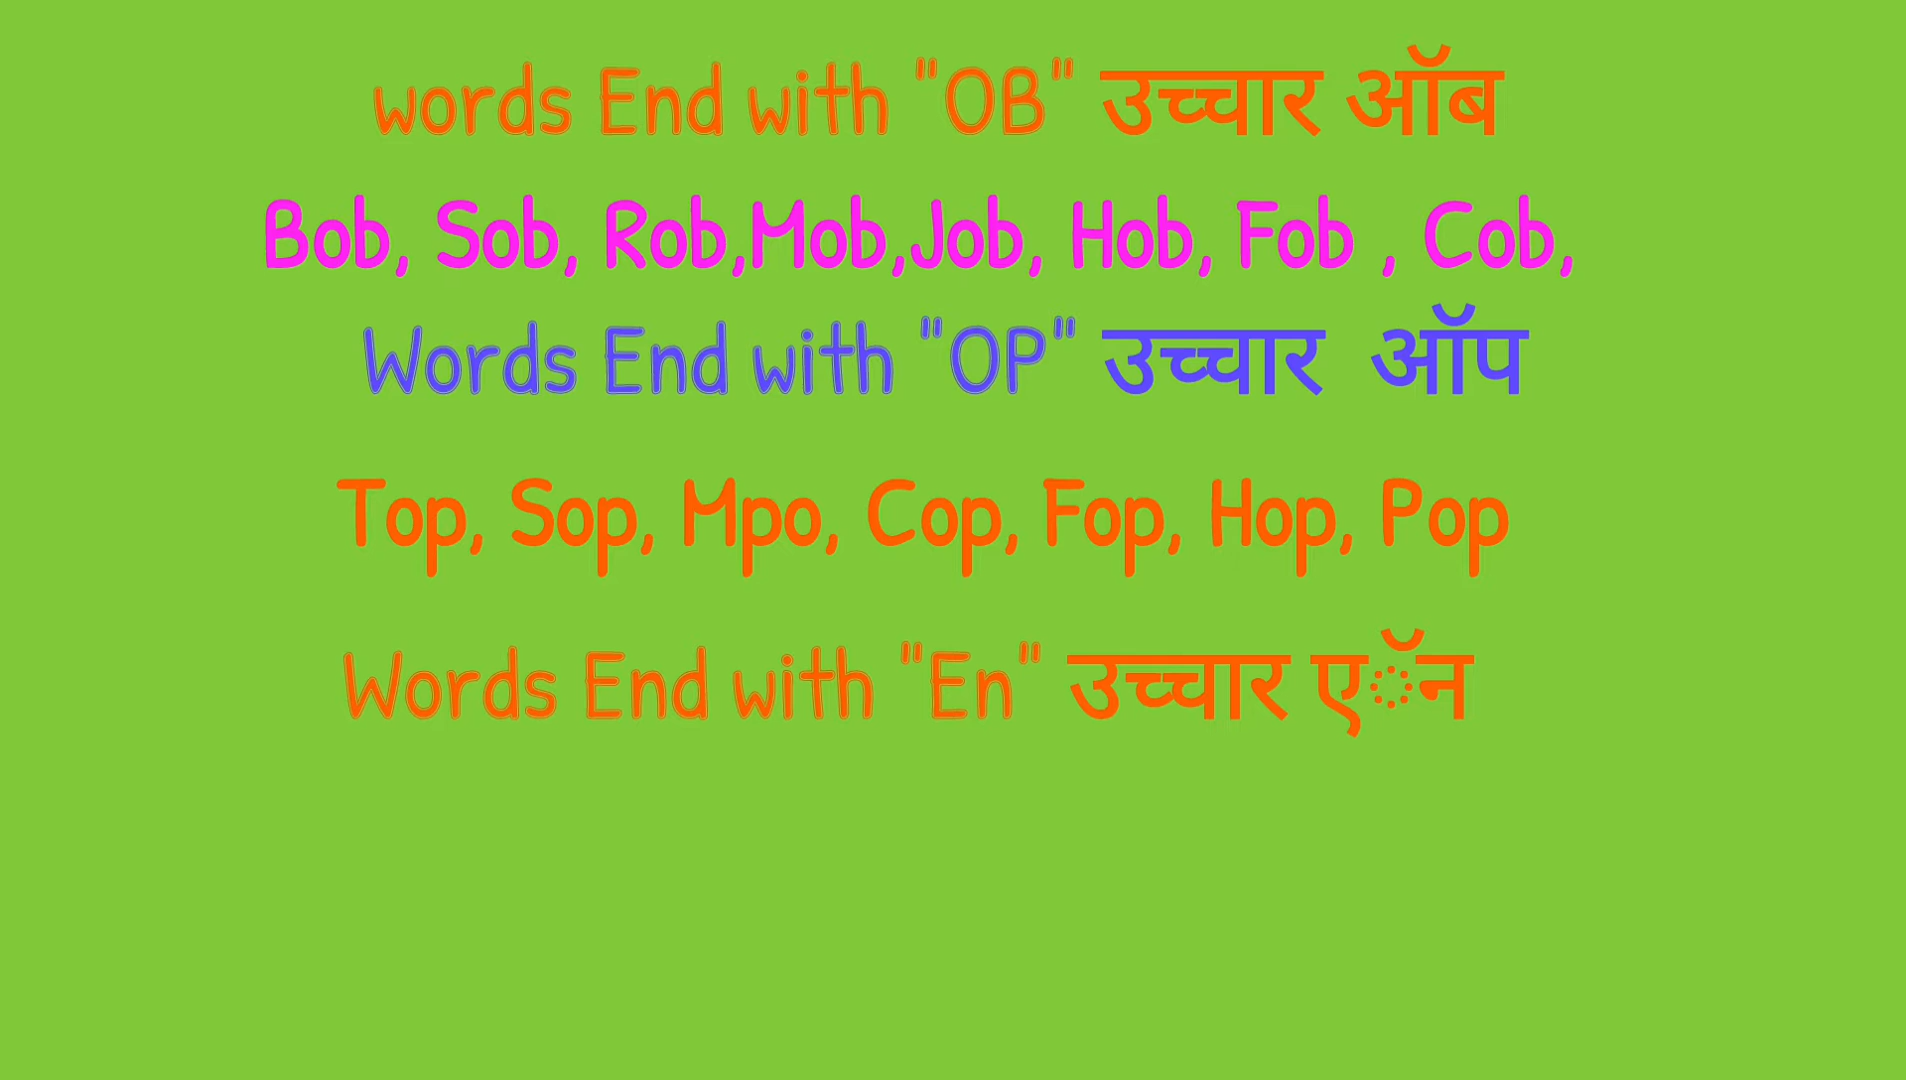 words End with "OB" उच्चार ऑब
Bob, Sob, Rob,Mob,Job, Hob, Fob , Cob,
Words End with "OP" उच्चार ऑप
Top, Sop, Mpo, Cop, Fop, Hop, Pop
Words End with "En" उच्चार एॅन